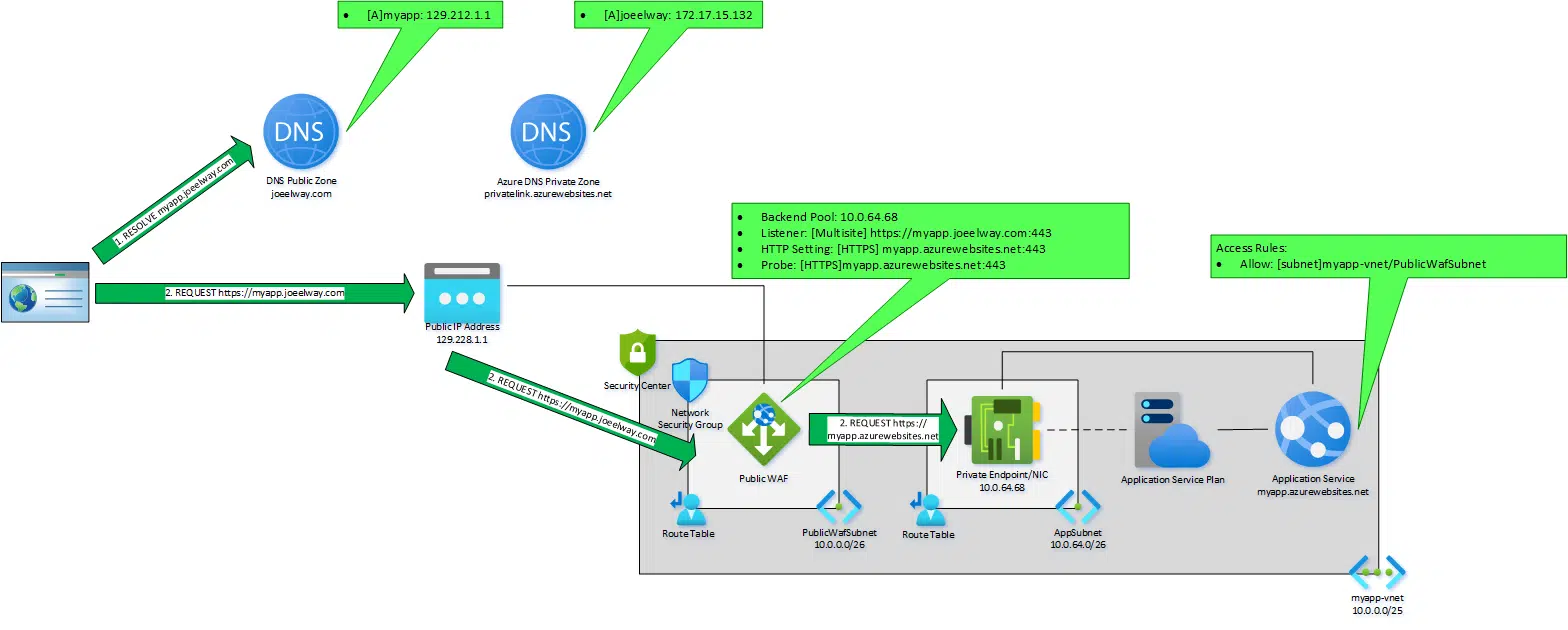 • [A]myapp: 129.212.1.1
• [A]joeelway: 172.17.15.132
DNS
DNS Public Zone
joeelway.com
DNS
Azure DNS Private Zone
privatelink.azurewebsites.net
1. RESOLVE myapp.joeelway.com
2. REQUEST https://myapp.joeelway.com
Public IP Address
129.228.1.1
2. REQUEST https://myapp.joeelway.com
• Backend Pool: 10.0.64.68
• Listener: [Multisite] https://myapp.joeelway.com:443
• HTTP Setting: [HTTPS] myapp.azurewebsites.net:443
• Probe: [HTTPS]myapp.azurewebsites.net:443
Access Rules:
• Allow: [subnet]myapp-vnet/PublicWafSubnet
Security Center
Network
Security Group
Public WAF
2. REQUEST https://
myapp.azurewebsites.net
Private Endpoint/NIC
10.0.64.68
Application Service Plan
Application Service
myapp.azurewebsites.net
Route Table
PublicWafSubnet
10.0.0.0/26
Route Table
AppSubnet
10.0.64.0/26
myapp-vnet
10.0.0.0/25